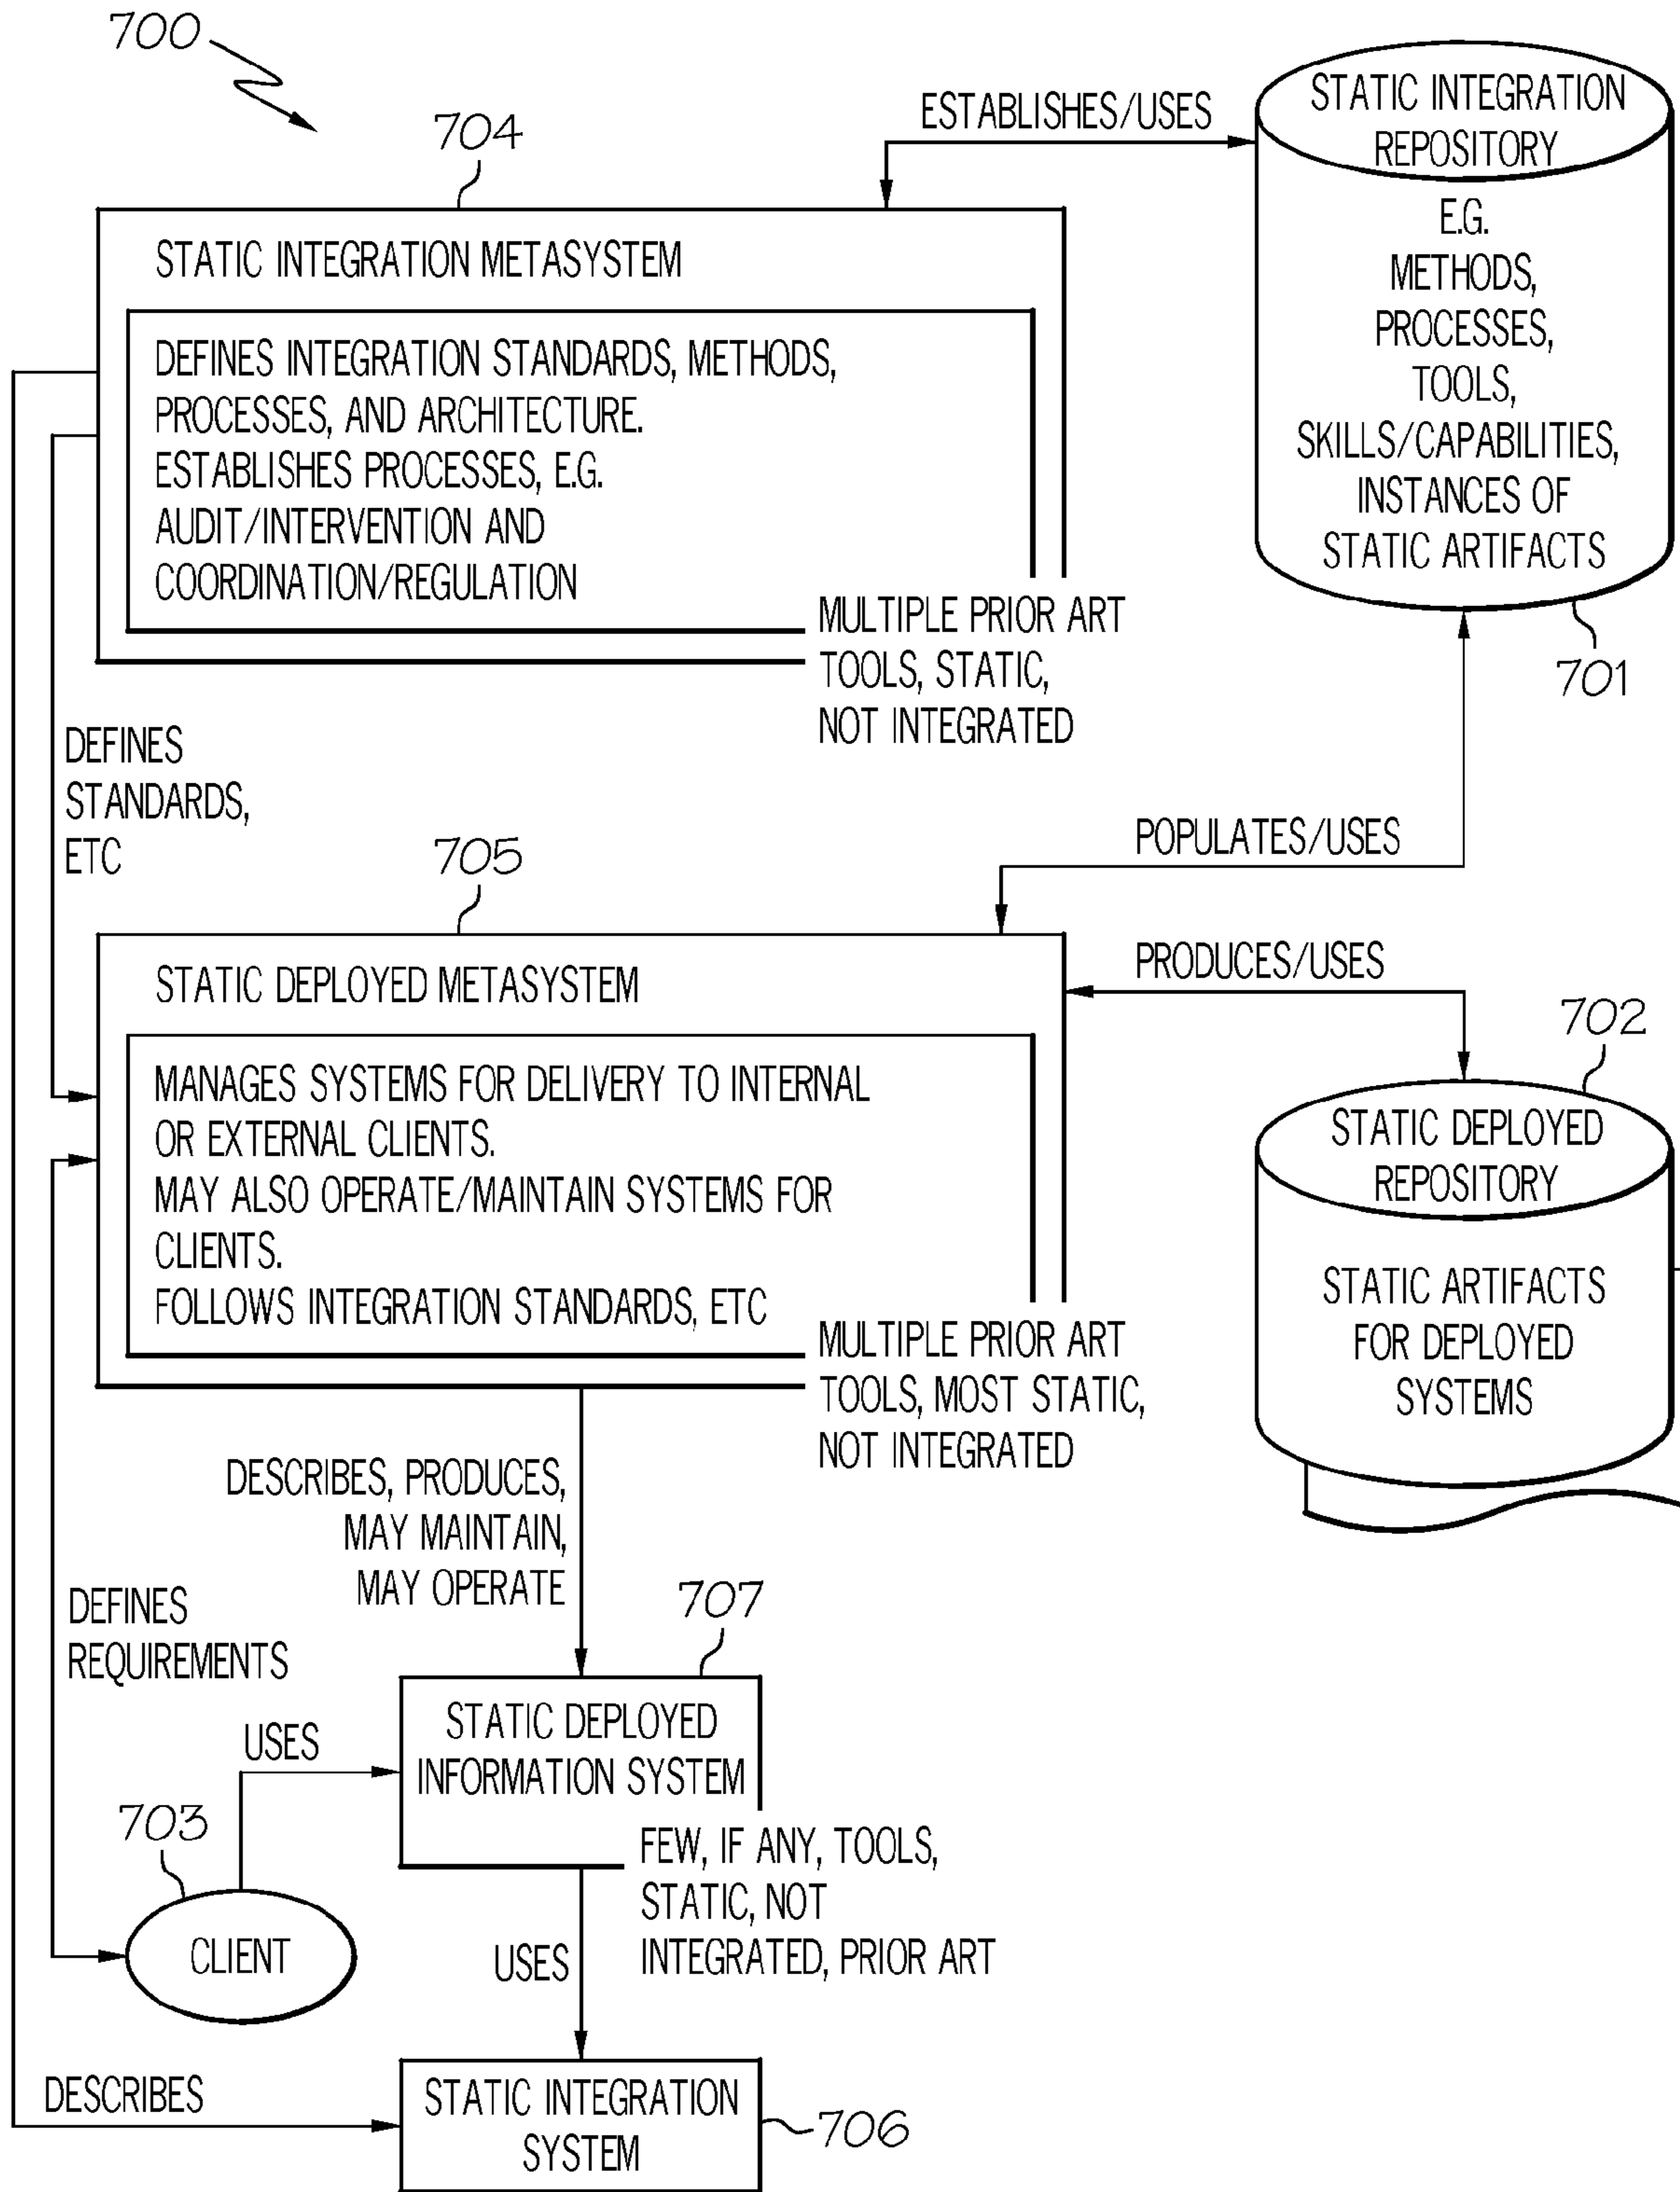 700
704
ESTABLISHES/USES
STATIC INTEGRATION
REPOSITORY
E.G.
METHODS,
PROCESSES,
TOOLS,
SKILLS/CAPABILITIES,
INSTANCES OF
STATIC ARTIFACTS
701
STATIC INTEGRATION METASYSTEM
DEFINES INTEGRATION STANDARDS, METHODS,
PROCESSES, AND ARCHITECTURE.
ESTABLISHES PROCESSES, E.G.
AUDIT/INTERVENTION AND
COORDINATION/REGULATION
MULTIPLE PRIOR ART
TOOLS, STATIC,
NOT INTEGRATED
DEFINES
STANDARDS,
ETC
POPULATES/USES
705
STATIC DEPLOYED METASYSTEM
PRODUCES/USES
702
MANAGES SYSTEMS FOR DELIVERY TO INTERNAL
OR EXTERNAL CLIENTS.
MAY ALSO OPERATE/MAINTAIN SYSTEMS FOR
CLIENTS.
FOLLOWS INTEGRATION STANDARDS, ETC
MULTIPLE PRIOR ART
TOOLS, MOST STATIC,
NOT INTEGRATED
STATIC DEPLOYED
REPOSITORY
STATIC ARTIFACTS
FOR DEPLOYED
SYSTEMS
DESCRIBES, PRODUCES,
MAY MAINTAIN,
MAY OPERATE
DEFINES
REQUIREMENTS
707
STATIC DEPLOYED
INFORMATION SYSTEM
USES
703
CLIENT
FEW, IF ANY, TOOLS,
STATIC, NOT
INTEGRATED, PRIOR ART
USES
DESCRIBES
STATIC INTEGRATION
SYSTEM
706